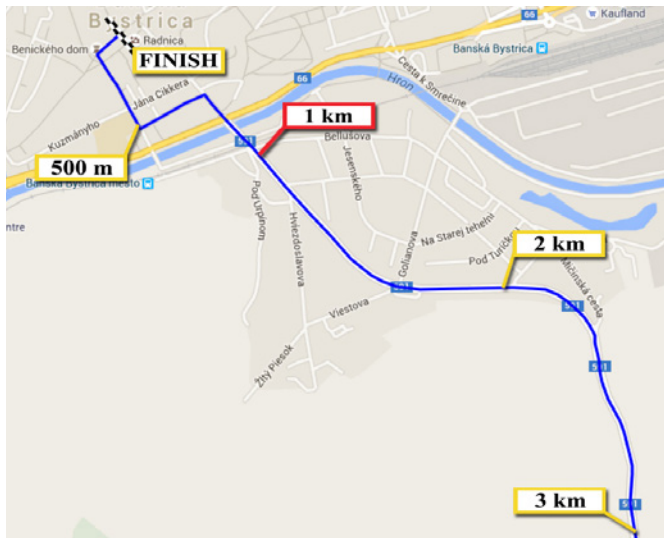 Bystrica
66
Kaufland
Benického dom
Radnica
Banská Bystrica
FINISH
Cesta k Smrečine
Jána Cikkera
66
Hron
Kuzmányho
1 km
591
Bellušova
500 m
Banská Bystrica mesto
Jesenského
Pod Urpínom
Hviezdoslavova
Golianova
Na Starej tehelni
Pod Turíčkou
2 km
Mičinská cesta
591
Viestova
591
Žltý Piesok
591
3 km
591